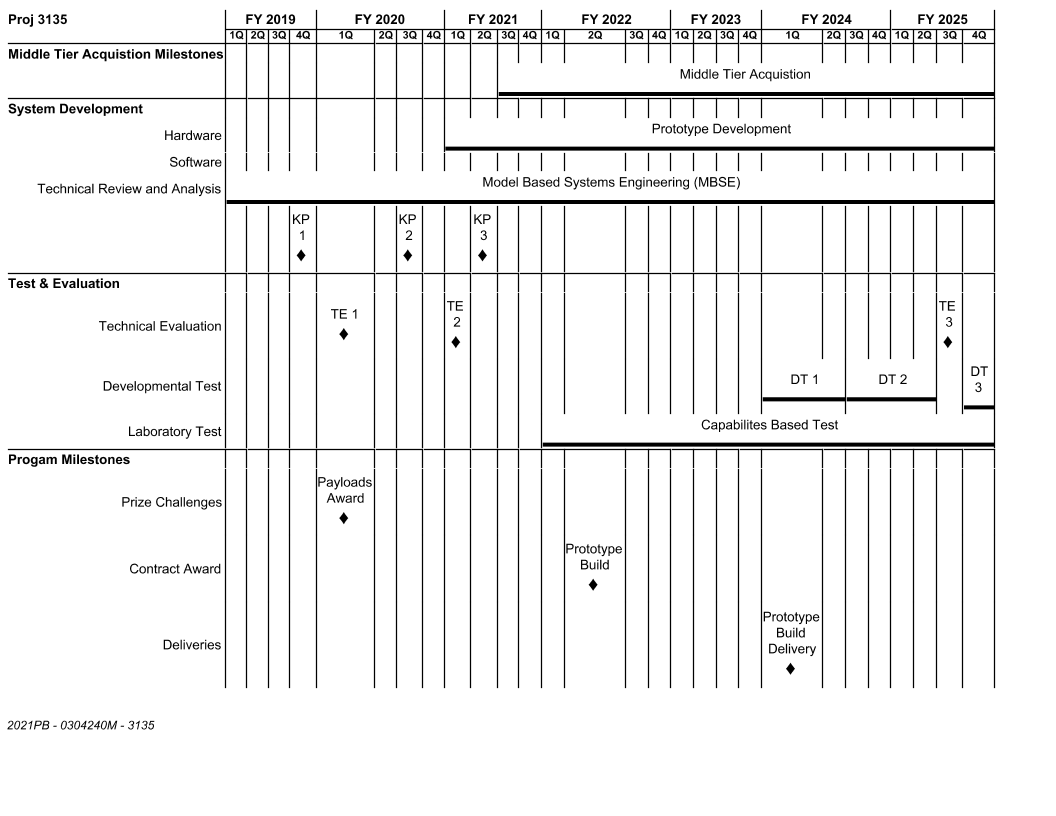 Proj 3135 FY 2019 FY 2020 FY 2021 FY 2022 FY 2023 FY 2024 FY 2025
1Q 2Q 3Q 4Q 1Q 2Q 3Q 4Q 1Q 2Q 3Q 4Q 1Q 2Q 3Q 4Q 1Q 2Q 3Q 4Q 1Q 2Q 3Q 4Q 1Q 2Q 3Q 4Q
Middle Tier Acquistion Milestones
Middle Tier Acquistion
System Development
Hardware
Prototype Development
Software
Technical Review and Analysis
Model Based Systems Engineering (MBSE)
KP
1
KP
2
KP
3
Test & Evaluation
Technical Evaluation
TE 1
TE
2
TE
3
Developmental Test
DT 1
DT 2
DT
3
Laboratory Test
Capabilites Based Test
Progam Milestones
Prize Challenges
Payloads
Award
Contract Award
Prototype
Build
Deliveries
Prototype
Build
Delivery
2021PB - 0304240M - 3135